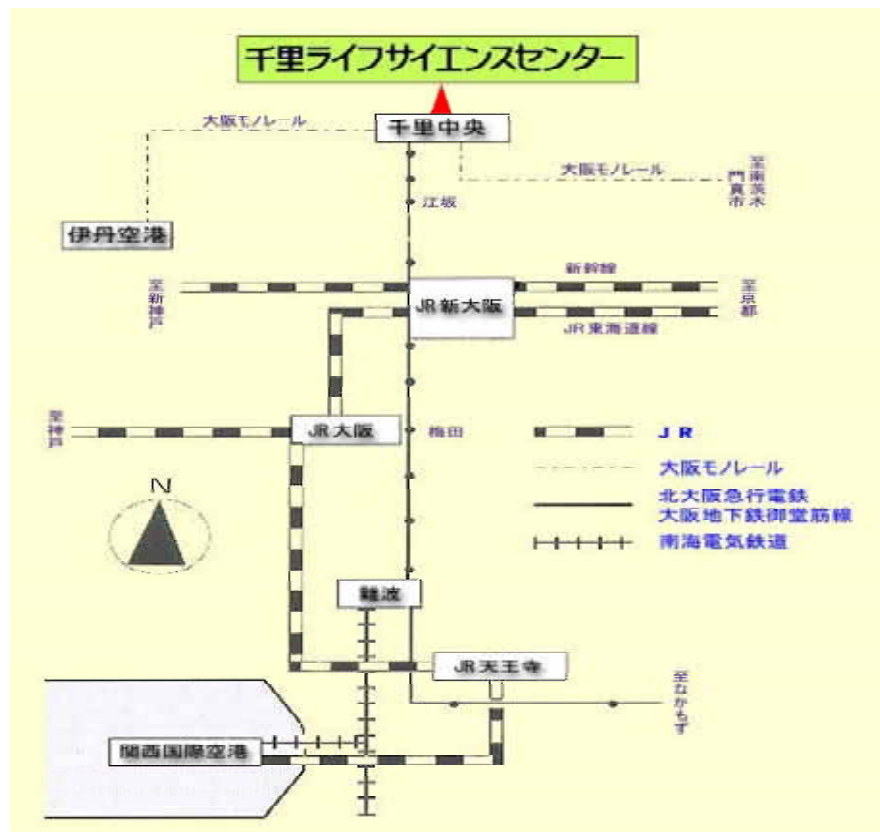 千里ライフサイエンスセンター
大阪モノレール
千里中央
大阪モノレール
至南茨木
門真市
江坂
伊丹空港
新幹線
至新神戸
JR新大阪
至京都
JR東海道線
至神戸
JR大阪
梅田
JR
大阪モノレール
北大阪急行電鉄
大阪地下鉄御堂筋線
南海電気鉄道
N
難波
JR天王寺
至なかもず
関西国際空港